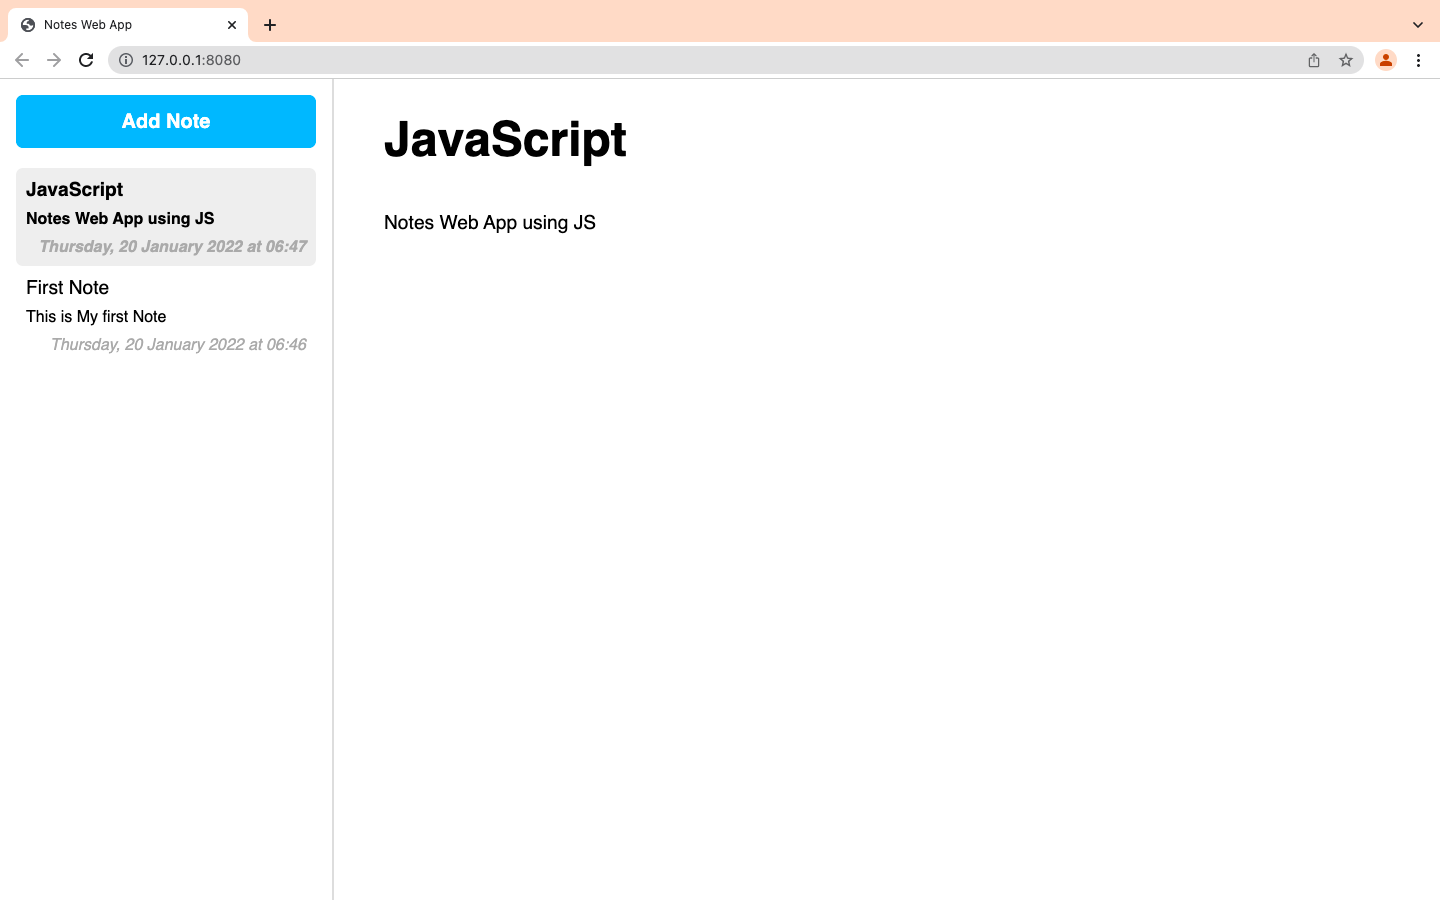 Notes Web App
127.0.0.1:8080
Add Note
JavaScript
Notes Web App using JS
Thursday, 20 January 2022 at 06:47
First Note
This is My first Note
Thursday, 20 January 2022 at 06:46
JavaScript
Notes Web App using JS